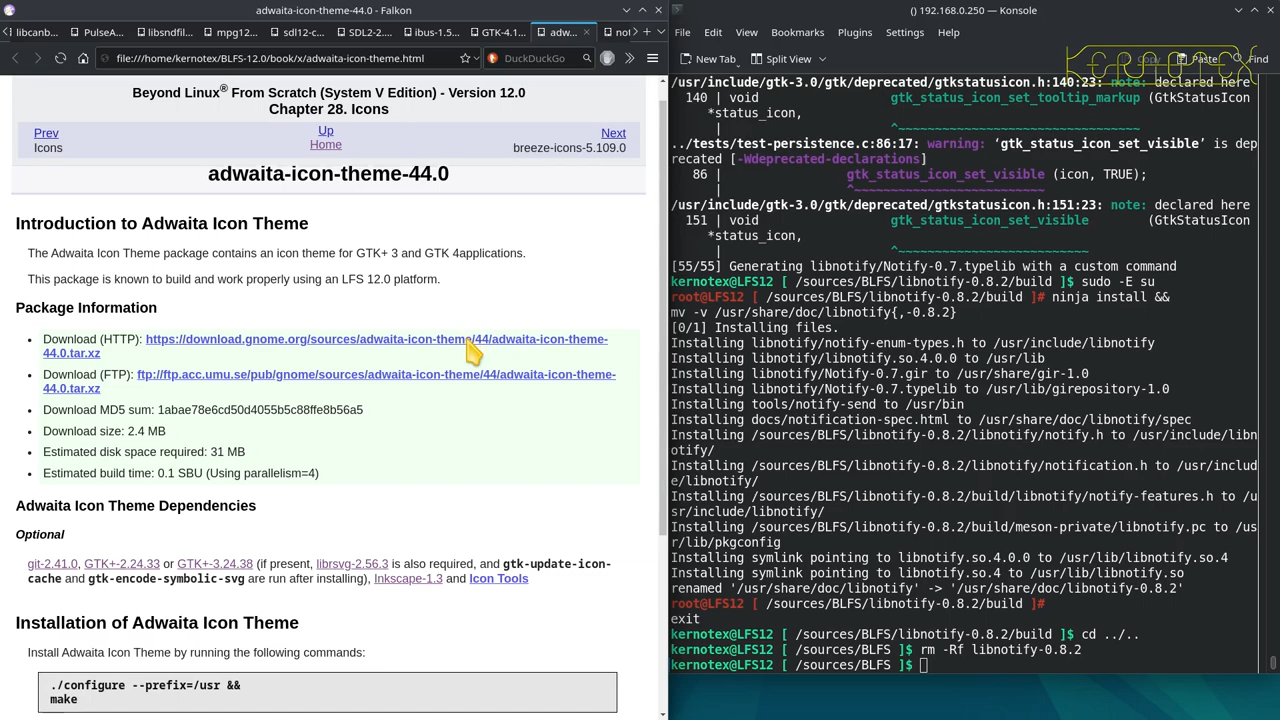 adwaita-icon-theme-44.0 - Falkon
libcanb...
PulseA...
libsndfil...
mpg12...
sdl12-c...
SDL2-2....
ibus-1.5...
GTK-4.1...
adw...
not
file:///home/kernotex/BLFS-12.0/book/x/adwaita-icon-theme.html
DuckDuckGo
Beyond Linux® From Scratch (System V Edition) - Version 12.0
Chapter 28. Icons
Prev
Up
Next
Icons
Home
breeze-icons-5.109.0
adwaita-icon-theme-44.0
Introduction to Adwaita Icon Theme
The Adwaita Icon Theme package contains an icon theme for GTK+ 3 and GTK 4applications.
This package is known to build and work properly using an LFS 12.0 platform.
Package Information
• Download (HTTP): https://download.gnome.org/sources/adwaita-icon-theme/44/adwaita-icon-theme-
44.0.tar.xz
• Download (FTP): ftp://ftp.acc.umu.se/pub/gnome/sources/adwaita-icon-theme/44/adwaita-icon-theme-
44.0.tar.xz
• Download MD5 sum: 1abae78e6cd50d4055b5c88ffe8b56a5
• Download size: 2.4 MB
• Estimated disk space required: 31 MB
• Estimated build time: 0.1 SBU (Using parallelism=4)
Adwaita Icon Theme Dependencies
Optional
git-2.41.0, GTK+-2.24.33 or GTK+-3.24.38 (if present, librsvg-2.56.3 is also required, and gtk-update-icon-
cache and gtk-encode-symbolic-svg are run after installing), Inkscape-1.3 and Icon Tools
Installation of Adwaita Icon Theme
Install Adwaita Icon Theme by running the following commands:
./configure --prefix=/usr &&
make
() 192.168.0.250 — Konsole
File Edit View Bookmarks Plugins Settings Help
New Tab Split View Copy Paste Find
KERNOTEX
/usr/include/gtk-3.0/gtk/deprecated/gtkstatusicon.h:140:23: note: declared here
140 | void gtk_status_icon_set_tooltip_markup (GtkStatusIcon
*status_icon,
| ^~~~~~~~~~~~~~~~~~~~~~~~~~~~~~~~~~
../tests/test-persistence.c:86:17: warning: ‘gtk_status_icon_set_visible’ is dep
recated [-Wdeprecated-declarations]
86 | gtk_status_icon_set_visible (icon, TRUE);
| ^~~~~~~~~~~~~~~~~~~~~~~~~~~
/usr/include/gtk-3.0/gtk/deprecated/gtkstatusicon.h:151:23: note: declared here
151 | void gtk_status_icon_set_visible (GtkStatusIcon
*status_icon,
| ^~~~~~~~~~~~~~~~~~~~~~~~~~~
[55/55] Generating libnotify/Notify-0.7.typelib with a custom command
kernotex@LFS12 [ /sources/BLFS/libnotify-0.8.2/build ]$ sudo -E su
root@LFS12 [ /sources/BLFS/libnotify-0.8.2/build ]# ninja install &&
mv -v /usr/share/doc/libnotify{,-0.8.2}
[0/1] Installing files.
Installing libnotify/notify-enum-types.h to /usr/include/libnotify
Installing libnotify/libnotify.so.4.0.0 to /usr/lib
Installing libnotify/Notify-0.7.gir to /usr/share/gir-1.0
Installing libnotify/Notify-0.7.typelib to /usr/lib/girepository-1.0
Installing tools/notify-send to /usr/bin
Installing docs/notification-spec.html to /usr/share/doc/libnotify/spec
Installing /sources/BLFS/libnotify-0.8.2/libnotify/notify.h to /usr/include/libn
otify/
Installing /sources/BLFS/libnotify-0.8.2/libnotify/notification.h to /usr/includ
e/libnotify/
Installing /sources/BLFS/libnotify-0.8.2/build/libnotify/notify-features.h to /u
sr/include/libnotify/
Installing /sources/BLFS/libnotify-0.8.2/build/meson-private/libnotify.pc to /us
r/lib/pkgconfig
Installing symlink pointing to libnotify.so.4.0.0 to /usr/lib/libnotify.so.4
Installing symlink pointing to libnotify.so.4 to /usr/lib/libnotify.so
renamed '/usr/share/doc/libnotify' -> '/usr/share/doc/libnotify-0.8.2'
root@LFS12 [ /sources/BLFS/libnotify-0.8.2/build ]#
exit
kernotex@LFS12 [ /sources/BLFS/libnotify-0.8.2/build ]$ cd ../..
kernotex@LFS12 [ /sources/BLFS ]$ rm -Rf libnotify-0.8.2
kernotex@LFS12 [ /sources/BLFS ]$